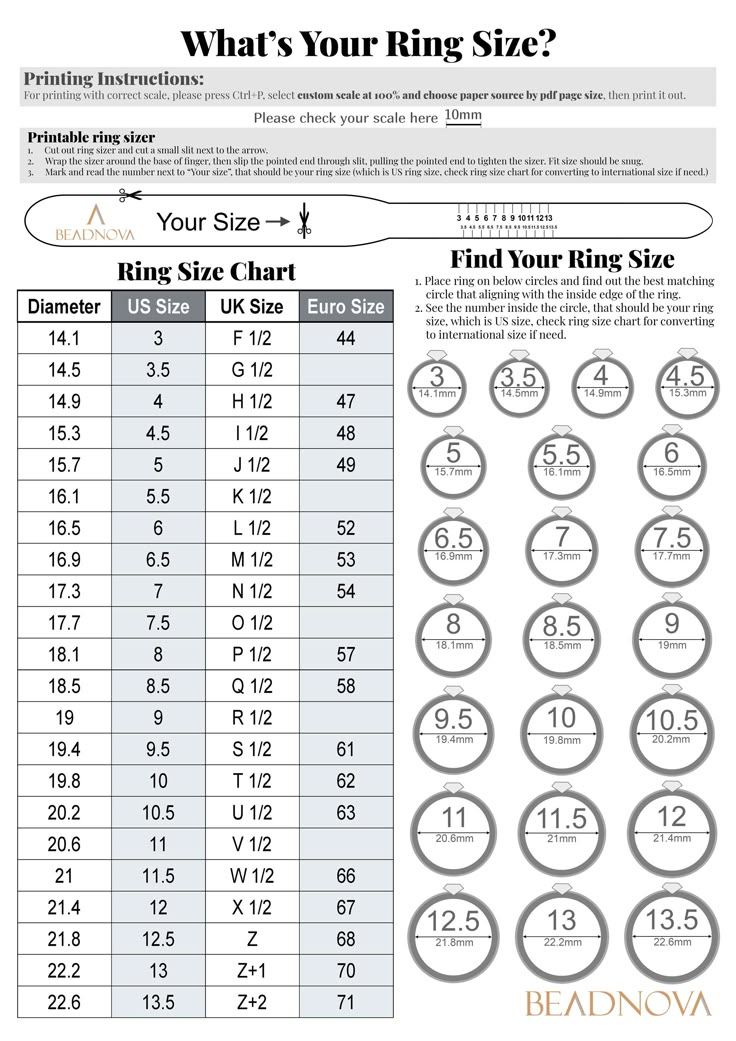 What's Your Ring Size?
Printing Instructions:
For printing with correct scale, please press Ctrl+P, select custom scale at 100% and choose paper source by pdf page size, then print it out.
Please check your scale here 10mm
Printable ring sizer
1. Cut out ring sizer and cut a small slit next to the arrow.
2. Wrap the sizer around the base of finger, then slip the pointed end through slit, pulling the pointed end to tighten the sizer. Fit size should be snug.
3. Mark and read the number next to "Your size", that should be your ring size (which is US ring size, check ring size chart for converting to international size if need.)
BEADNOVA
Your Size
3 4 5 6 7 8 9 10 11 12 13
3.5 4.5 5.5 6.5 7.5 8.5 9.5 10.5 11.5 12.5 13.5
Ring Size Chart
Diameter US Size UK Size Euro Size
14.1 3 F 1/2 44
14.5 3.5 G 1/2
14.9 4 H 1/2 47
15.3 4.5 I 1/2 48
15.7 5 J 1/2 49
16.1 5.5 K 1/2
16.5 6 L 1/2 52
16.9 6.5 M 1/2 53
17.3 7 N 1/2 54
17.7 7.5 O 1/2
18.1 8 P 1/2 57
18.5 8.5 Q 1/2 58
19 9 R 1/2
19.4 9.5 S 1/2 61
19.8 10 T 1/2 62
20.2 10.5 U 1/2 63
20.6 11 V 1/2
21 11.5 W 1/2 66
21.4 12 X 1/2 67
21.8 12.5 Z 68
22.2 13 Z+1 70
22.6 13.5 Z+2 71
Find Your Ring Size
1. Place ring on below circles and find out the best matching
circle that aligning with the inside edge of the ring.
2. See the number inside the circle, that should be your ring
size, which is US size, check ring size chart for converting
to international size if need.
3 3.5 4 4.5
14.1mm 14.5mm 14.9mm 15.3mm
5 5.5 6
15.7mm 16.1mm 16.5mm
6.5 7 7.5
16.9mm 17.3mm 17.7mm
8 8.5 9
18.1mm 18.5mm 19mm
9.5 10 10.5
19.4mm 19.8mm 20.2mm
11 11.5 12
20.6mm 21mm 21.4mm
12.5 13 13.5
21.8mm 22.2mm 22.6mm
BEADNOVA